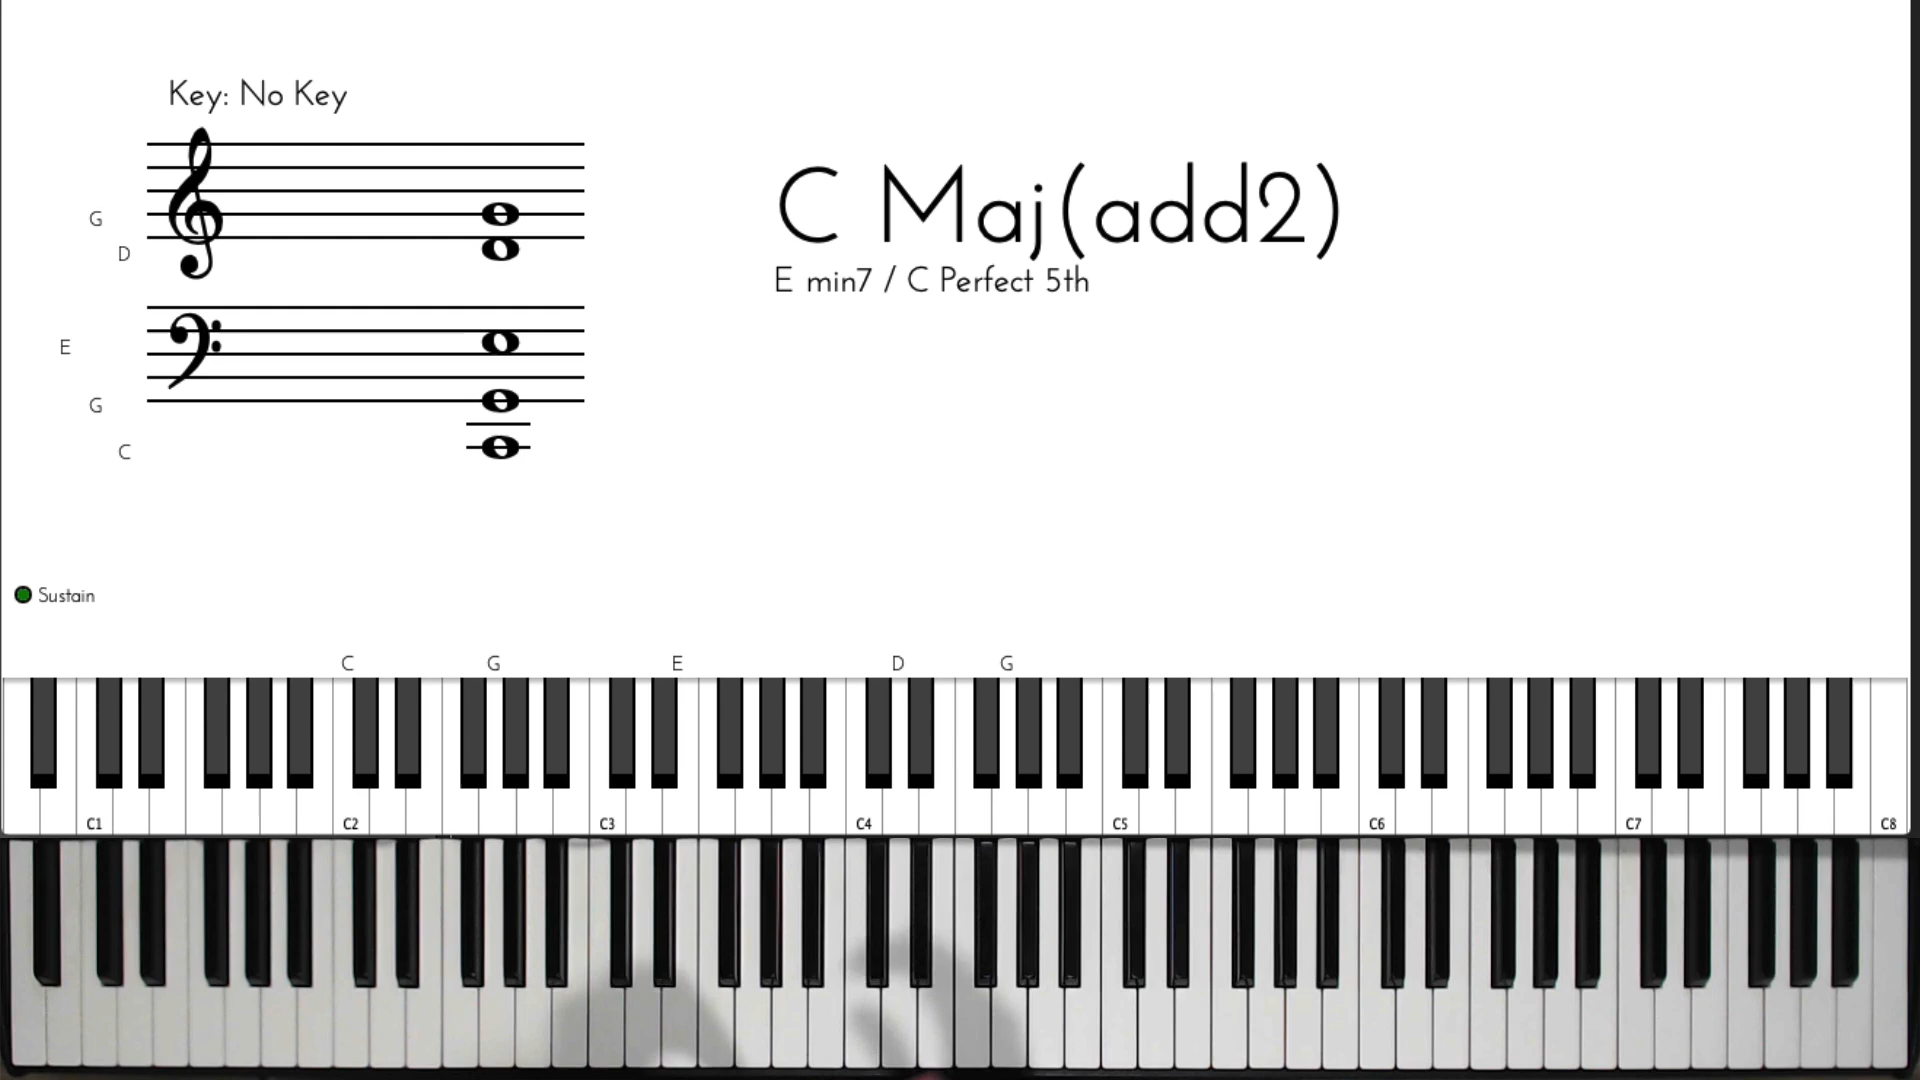 Key: No Key
G
D
E
G
C
C Maj(add2)
E min7 / C Perfect 5th
Sustain
C G E D G
C1 C2 C3 C4 C5 C6 C7 C8